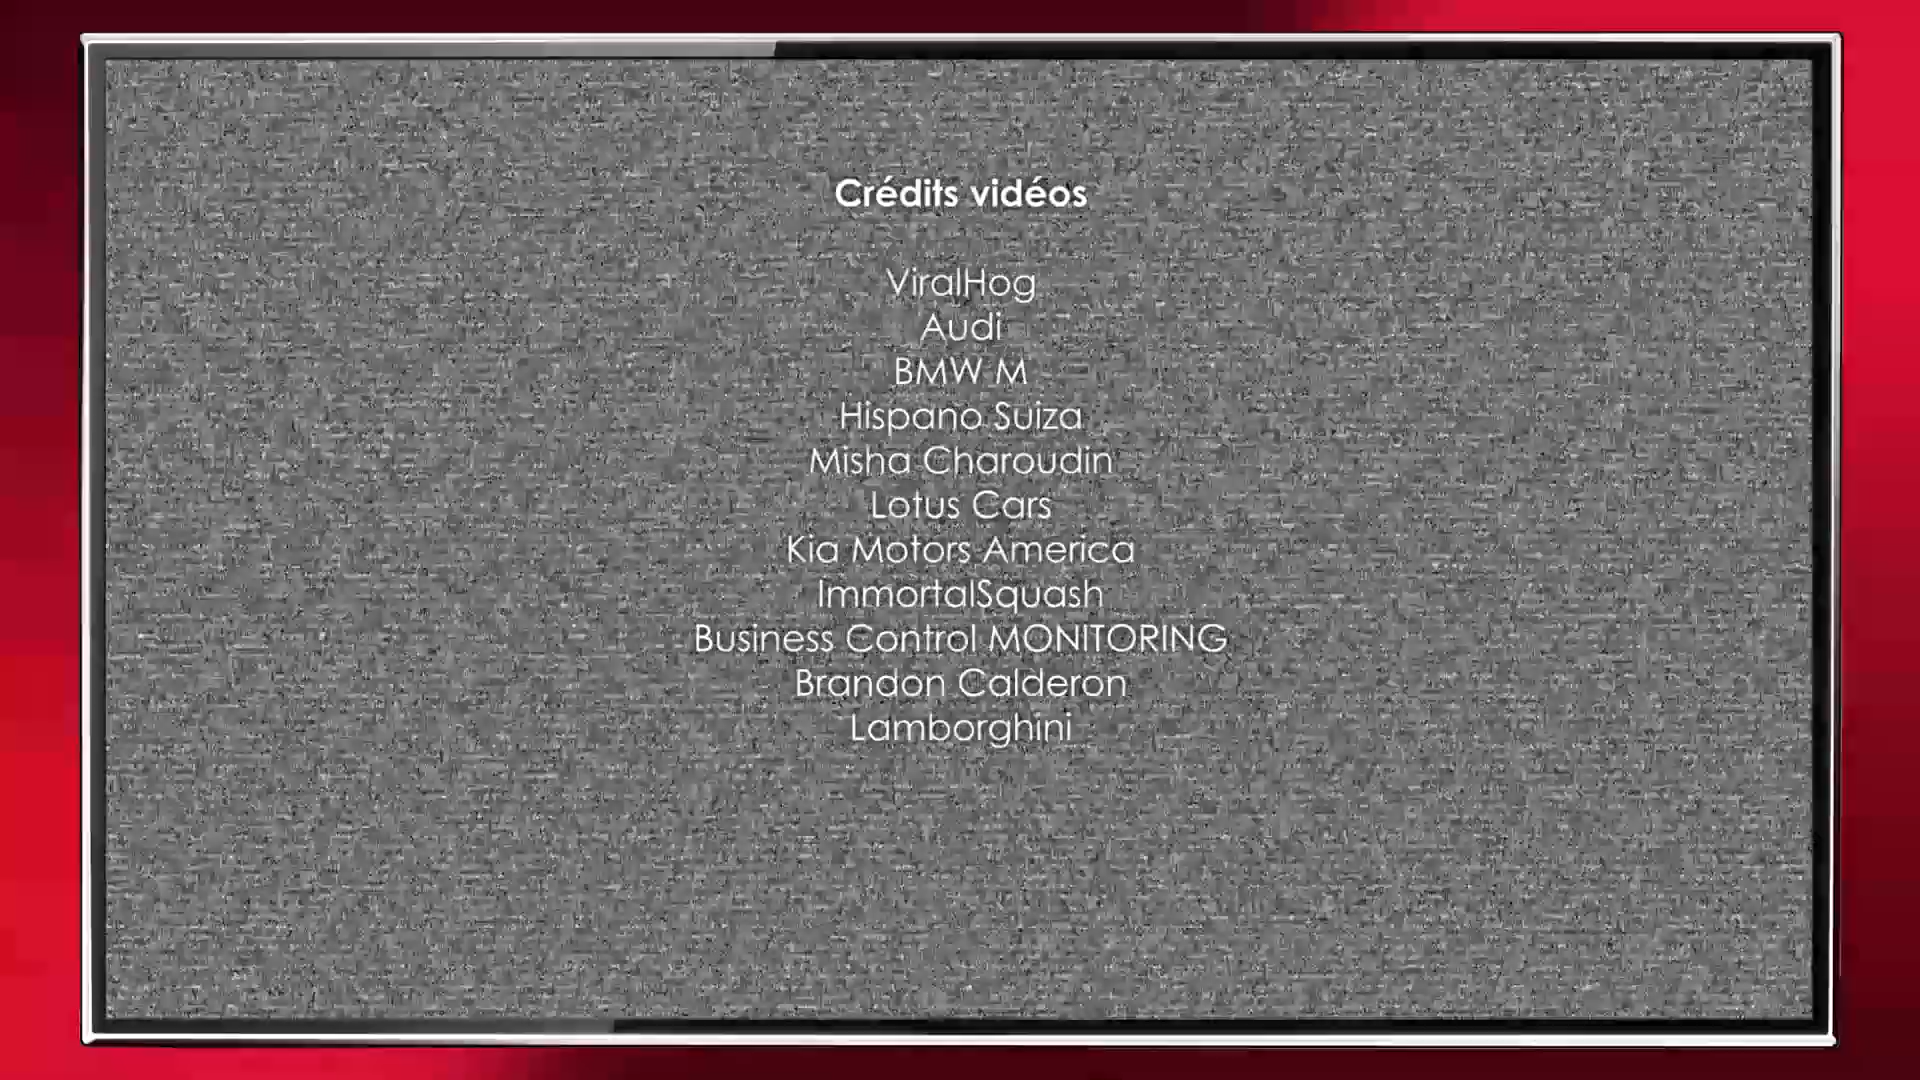 Crédits vidéos
ViralHog
Audi
BMW M
Hispano Suiza
Misha Charoudin
Lotus Cars
Kia Motors America
ImmortalSquash
Business Control MONITORING
Brandon Calderon
Lamborghini